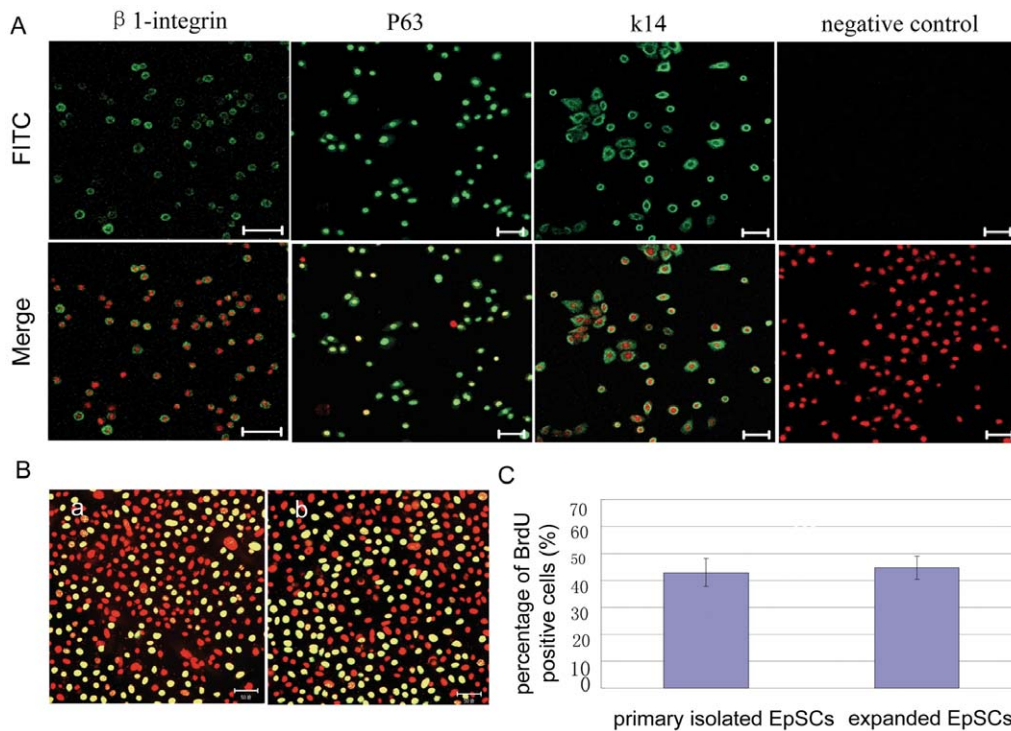 A
β 1-integrin P63 k14 negative control
FITC
Merge
B
a b
C
percentage of BrdU
positive cells (%)
70
60
50
40
30
20
10
0
primary isolated EpSCs expanded EpSCs